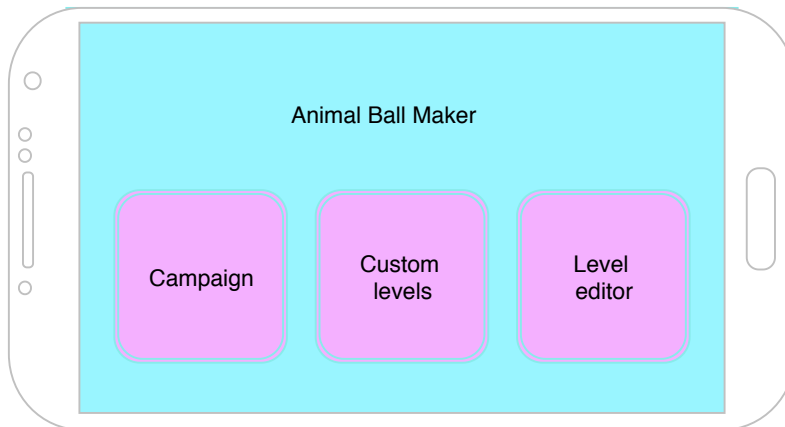 Animal Ball Maker
Campaign
Custom
levels
Level
editor